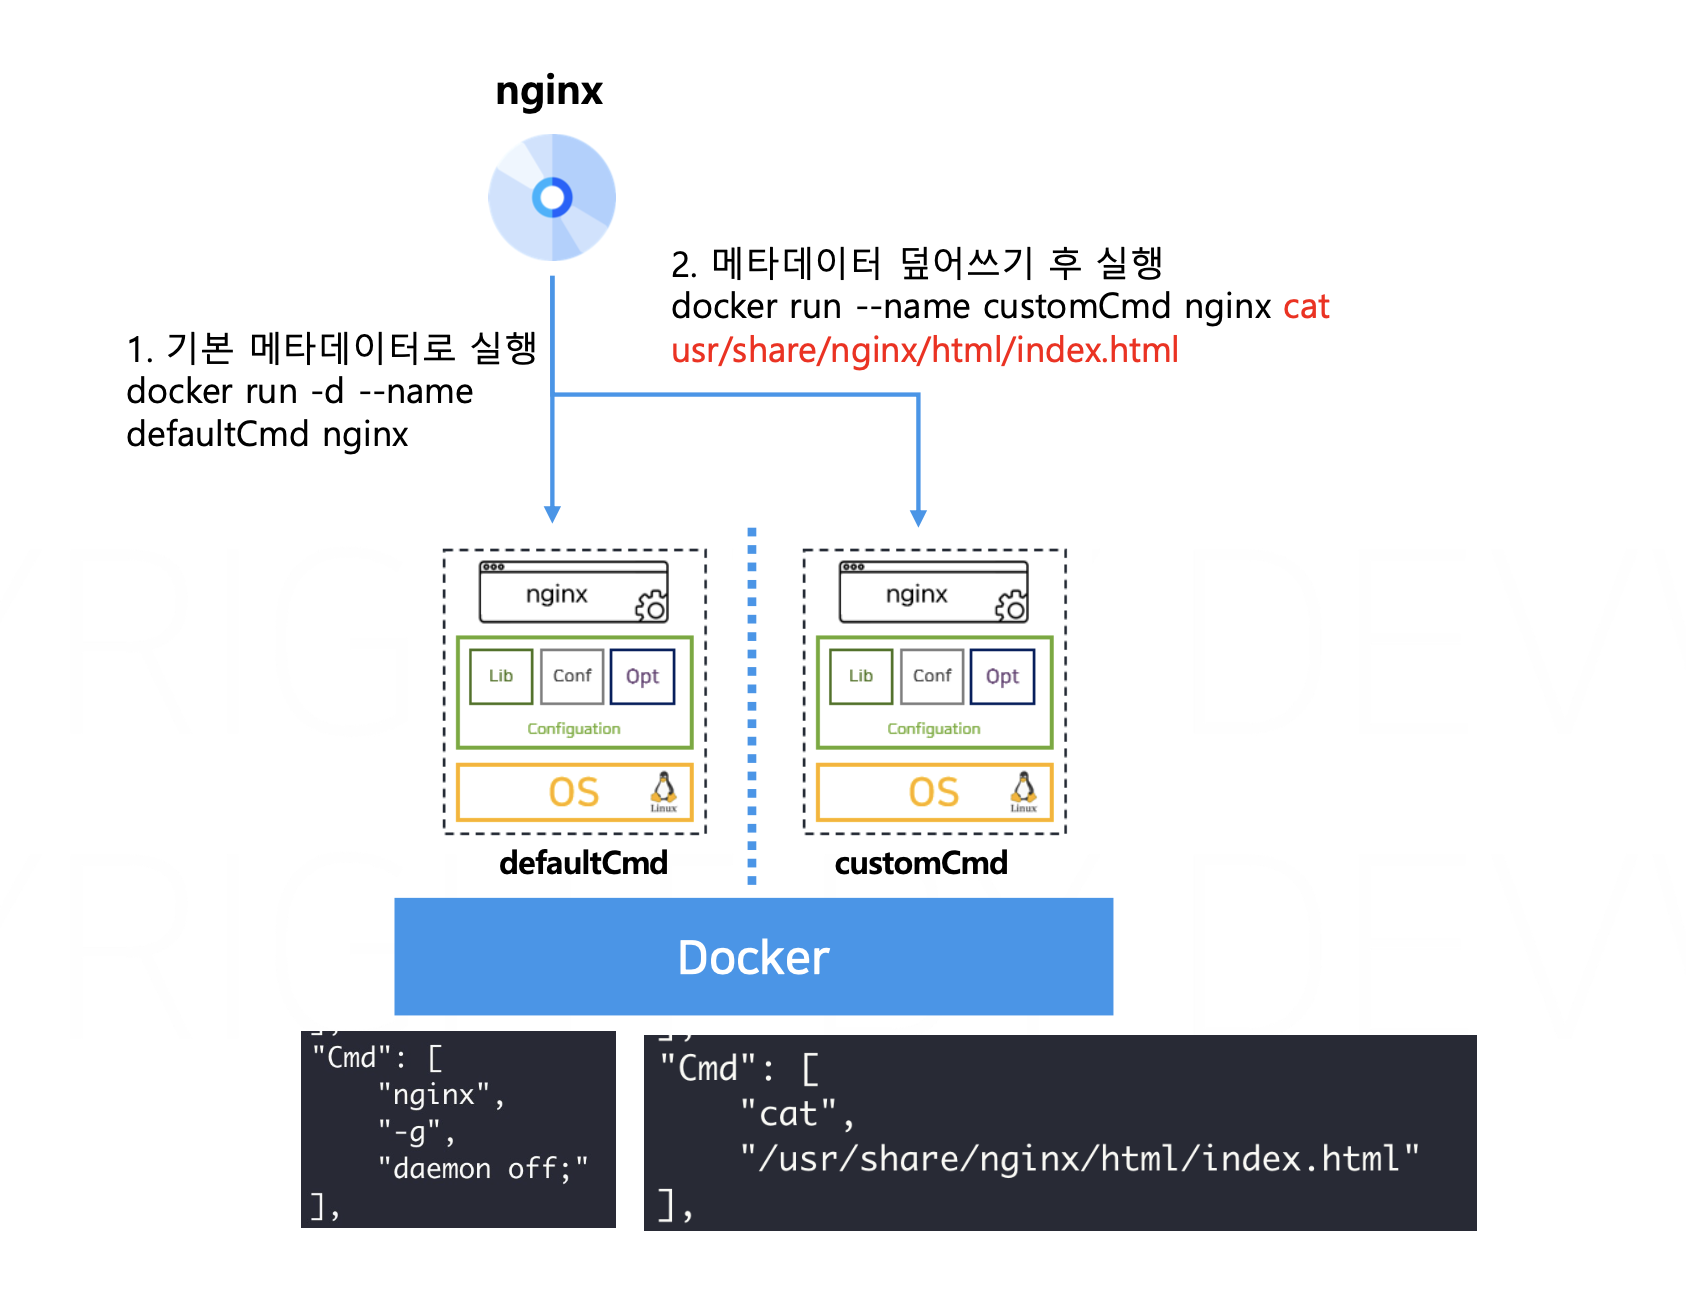 nginx
2. 메타데이터 덮어쓰기 후 실행
docker run --name customCmd nginx cat
usr/share/nginx/html/index.html
1. 기본 메타데이터로 실행
docker run -d --name
defaultCmd nginx
nginx
Lib Conf Opt
Configuation
OS
Linux
defaultCmd
nginx
Lib Conf Opt
Configuation
OS
Linux
customCmd
Docker
],
"Cmd": [
"nginx",
"-g",
"daemon off;"
],
],
"Cmd": [
"cat",
"/usr/share/nginx/html/index.html"
],